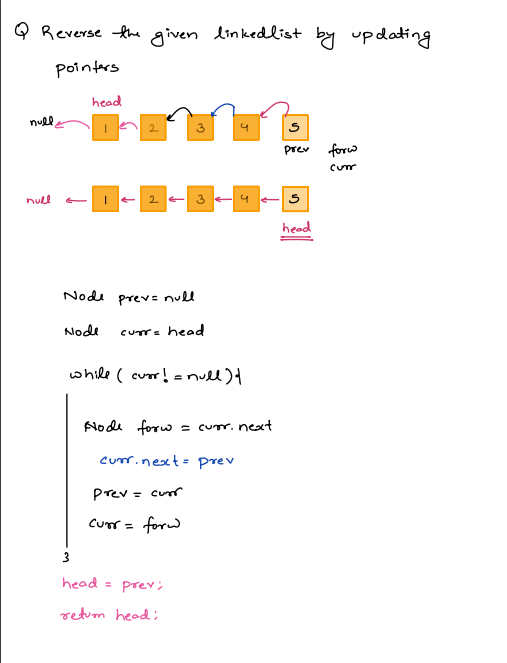 Q Reverse the given linkedlist by updating
pointers
head
null 1 2 3 4 5
prev forw
curr
null 1 2 3 4 5
head
Node prev = null
Node curr = head
while ( curr! = null ) {
Node forw = curr.next
curr.next = prev
prev = curr
curr = forw
}
head = prev;
return head;